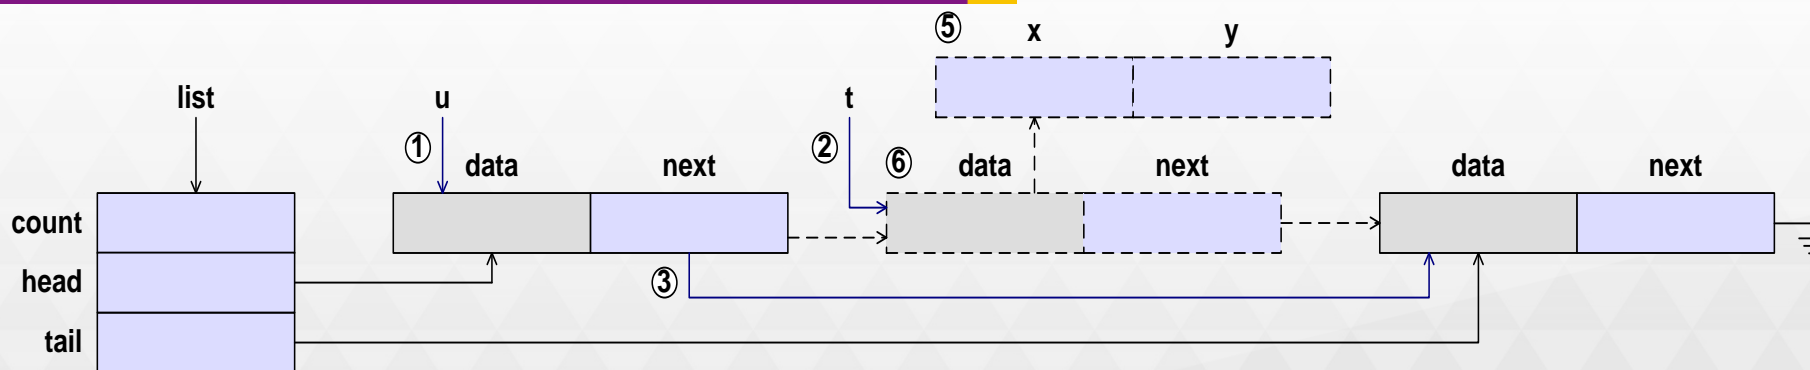 ⑤ x y
list u t
① ②
data next ⑥ data next data next
count
head
③
tail